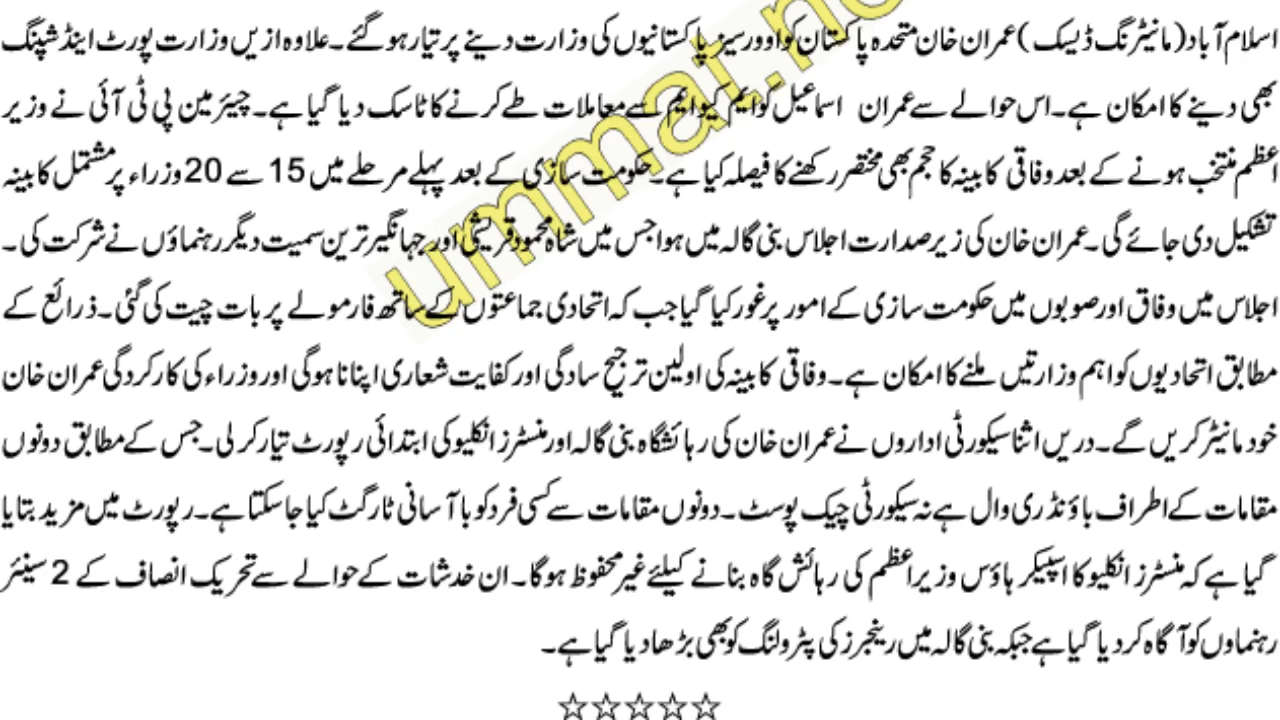 اسلام آباد (مانیٹرنگ ڈیسک) عمران خان متحدہ پاکستان کو اوورسیز پاکستانیوں کی وزارت دینے پر تیار ہو گئے۔ علاوہ ازیں وزارت پورٹ اینڈ شپنگ
بھی دینے کا امکان ہے۔ اس حوالے سے عمران اسماعیل کو ایم کیو ایم سے معاملات طے کرنے کا ٹاسک دیا گیا ہے۔ چیئرمین پی ٹی آئی نے وزیر
اعظم منتخب ہونے کے بعد وفاقی کابینہ کا حجم بھی مختصر رکھنے کا فیصلہ کیا ہے۔ حکومت سازی کے بعد پہلے مرحلے میں 15 سے 20 وزراء پر مشتمل کابینہ
تشکیل دی جائے گی۔ عمران خان کی زیر صدارت اجلاس بنی گالہ میں ہوا جس میں شاہ محمود قریشی اور جہانگیر ترین سمیت دیگر رہنماؤں نے شرکت کی۔
اجلاس میں وفاق اور صوبوں میں حکومت سازی کے امور پر غور کیا گیا جب کہ اتحادی جماعتوں کے ساتھ فارمولے پر بات چیت کی گئی۔ ذرائع کے
مطابق اتحادیوں کو اہم وزارتیں ملنے کا امکان ہے۔ وفاقی کابینہ کی اولین ترجیح سادگی اور کفایت شعاری اپنانا ہوگی اور وزراء کی کارکردگی عمران خان
خود مانیٹر کریں گے۔ دریں اثنا سیکورٹی اداروں نے عمران خان کی رہائشگاہ بنی گالہ اور منسٹرز انکلیو کی ابتدائی رپورٹ تیار کر لی۔ جس کے مطابق دونوں
مقامات کے اطراف باؤنڈری وال ہے نہ سیکورٹی چیک پوسٹ۔ دونوں مقامات سے کسی فرد کو با آسانی ٹارگٹ کیا جا سکتا ہے۔ رپورٹ میں مزید بتایا
گیا ہے کہ منسٹرز انکلیو کا اسپیکر ہاؤس وزیراعظم کی رہائش گاہ بنانے کیلئے غیر محفوظ ہوگا۔ ان خدشات کے حوالے سے تحریک انصاف کے 2 سینئر
رہنماوں کو آگاہ کر دیا گیا ہے جبکہ بنی گالہ میں رینجرز کی پٹرولنگ کو بھی بڑھا دیا گیا ہے۔
☆☆☆☆☆
ummat.ne